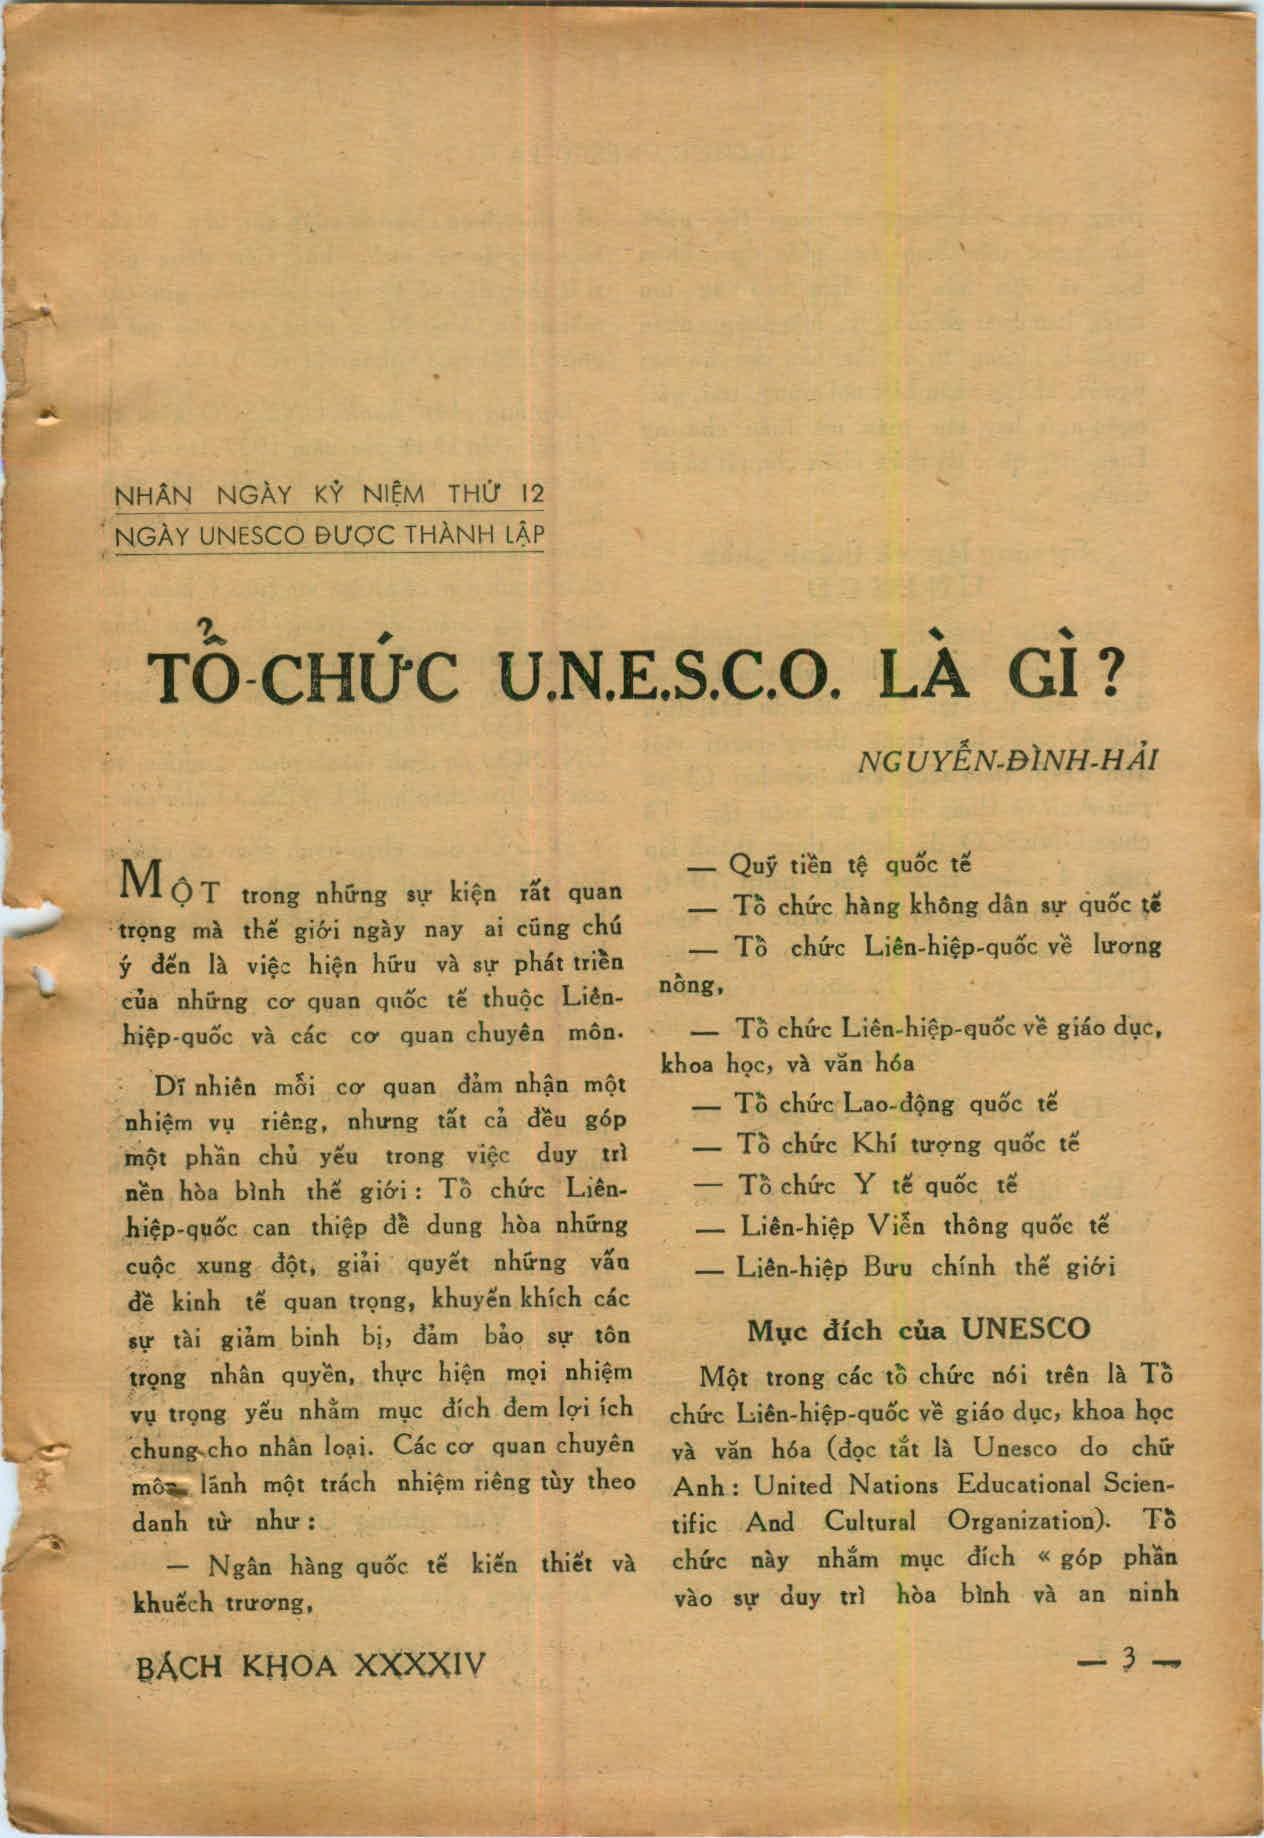 NHÂN NGÀY KỶ NIỆM THỨ 12
NGÀY UNESCO ĐƯỢC THÀNH LẬP
TỔ-CHỨC U.N.E.S.C.O. LÀ GÌ ?
NGUYỄN-ĐÌNH-HẢI
MỘT trong những sự kiện rất quan
trọng mà thế giới ngày nay ai cũng chú
ý đến là việc hiện hữu và sự phát triển
của những cơ quan quốc tế thuộc Liên-
hiệp-quốc và các cơ quan chuyên môn.
Dĩ nhiên mỗi cơ quan đảm nhận một
nhiệm vụ riêng, nhưng tất cả đều góp
một phần chủ yếu trong việc duy trì
nền hòa bình thế giới : Tổ chức Liên-
hiệp-quốc can thiệp để dung hòa những
cuộc xung đột, giải quyết những vấn
đề kinh tế quan trọng, khuyến khích các
sự tài giảm binh bị, đảm bảo sự tôn
trọng nhân quyền, thực hiện mọi nhiệm
vụ trọng yếu nhằm mục đích đem lợi ích
chung cho nhân loại. Các cơ quan chuyên
môn lãnh một trách nhiệm riêng tùy theo
danh từ như :
— Ngân hàng quốc tế kiến thiết và
khuếch trương,
— Quỹ tiền tệ quốc tế
— Tổ chức hàng không dân sự quốc tế
— Tổ chức Liên-hiệp-quốc về lương
nông,
— Tổ chức Liên-hiệp-quốc về giáo dục,
khoa học, và văn hóa
— Tổ chức Lao-động quốc tế
— Tổ chức Khí tượng quốc tế
— Tổ chức Y tế quốc tế
— Liên-hiệp Viễn thông quốc tế
— Liên-hiệp Bưu chính thế giới
Mục đích của UNESCO
Một trong các tổ chức nói trên là Tổ
chức Liên-hiệp-quốc về giáo dục, khoa học
và văn hóa (đọc tắt là Unesco do chữ
Anh : United Nations Educational Scien-
tific And Cultural Organization). Tổ
chức này nhắm mục đích « góp phần
vào sự duy trì hòa bình và an ninh
BÁCH KHOA XXXXIV
— 3 —